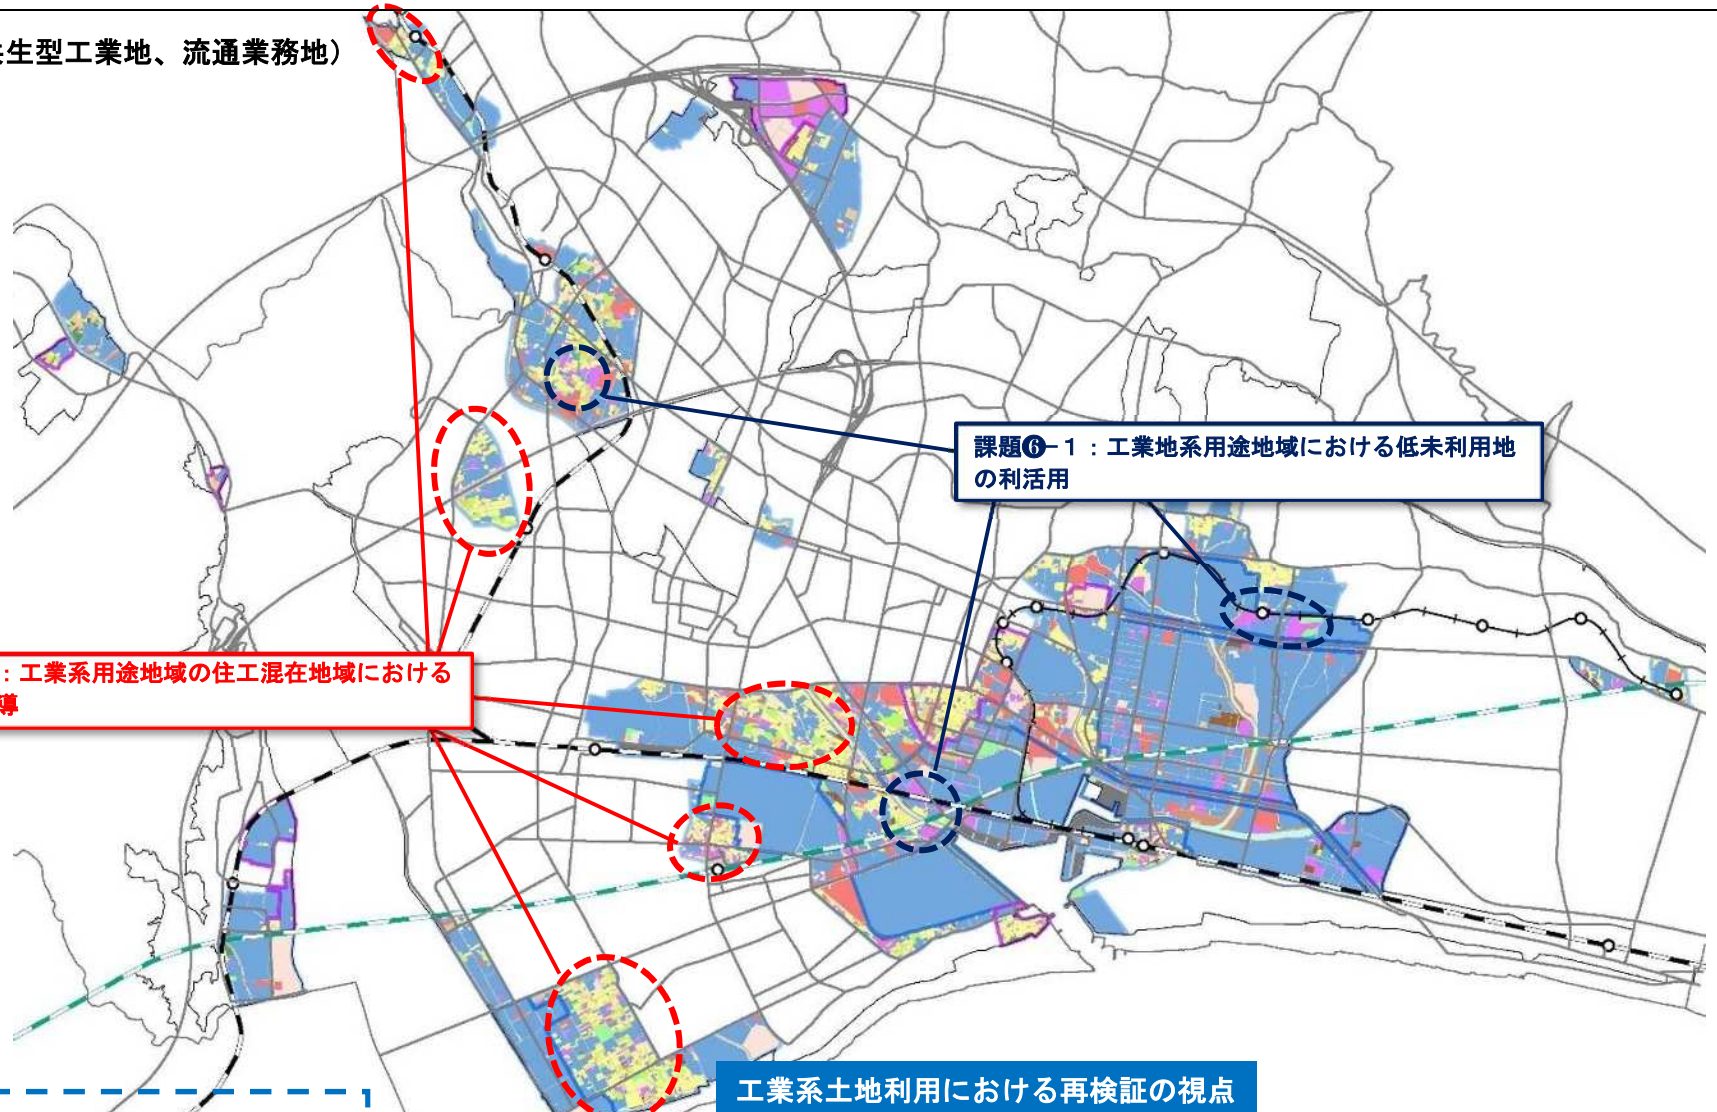 生型工業地、流通業務地）
課題❻-１：工業地系用途地域における低未利用地
の利活用
：工業系用途地域の住工混在地域における
導
工業系土地利用における再検証の視点